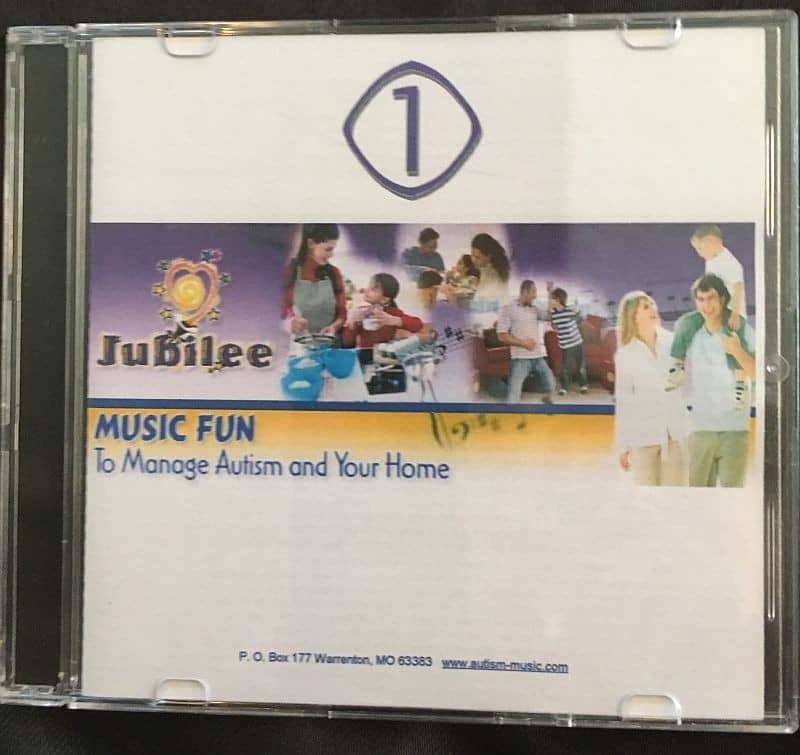 1
Jubilee
MUSIC FUN
To Manage Autism and Your Home
P. O. Box 177 Warrenton, MO 63383 www.autism-music.com